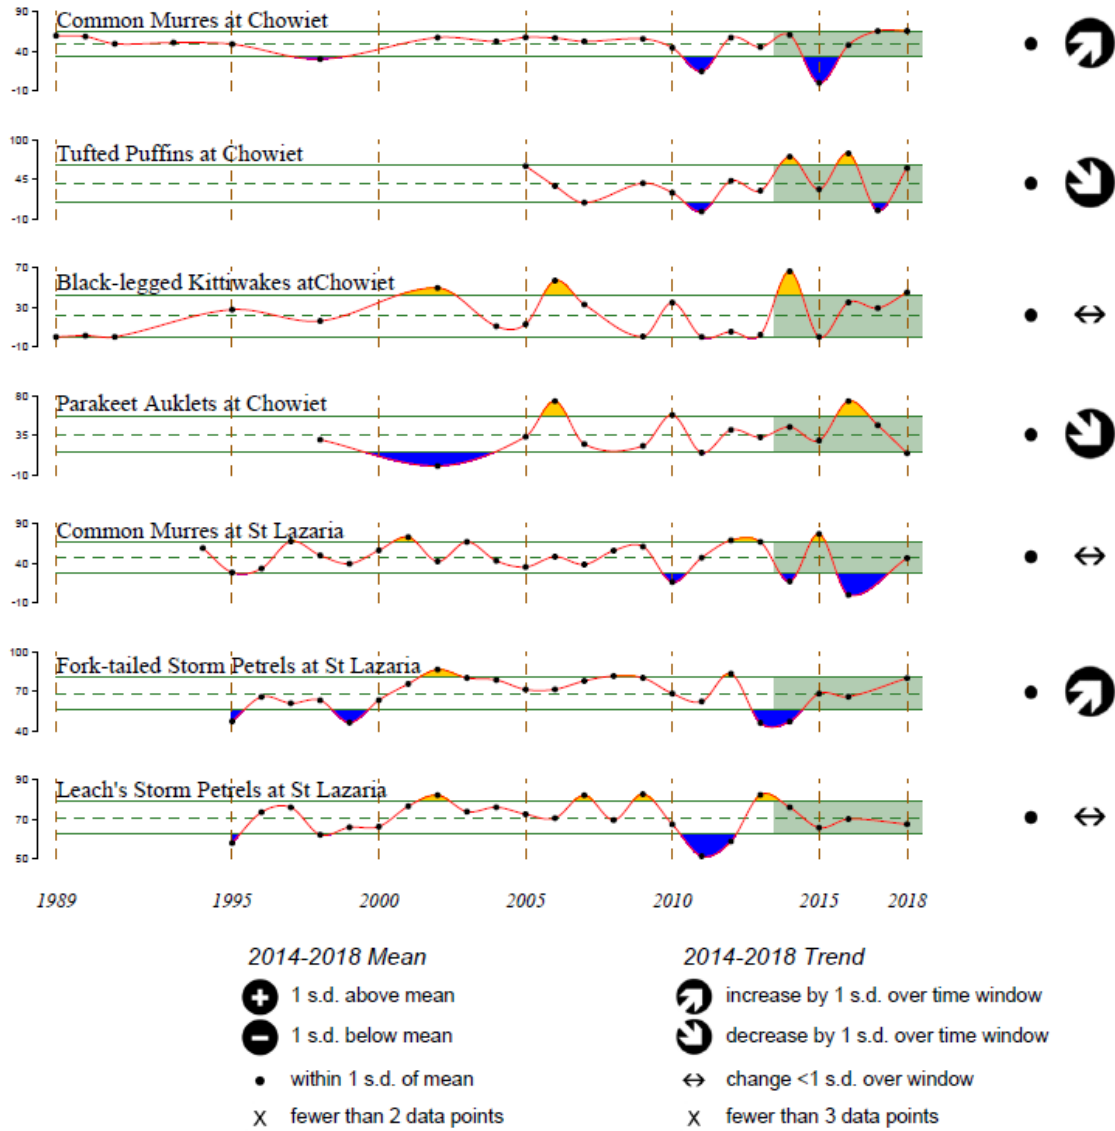 90
40
-10
Common Murres at Chowiet
100
45
-10
Tufted Puffins at Chowiet
70
30
-10
Black-legged Kittiwakes atChowiet
80
35
-10
Parakeet Auklets at Chowiet
90
40
-10
Common Murres at St Lazaria
100
70
40
Fork-tailed Storm Petrels at St Lazaria
90
70
50
Leach's Storm Petrels at St Lazaria
1989 1995 2000 2005 2010 2015 2018
2014-2018 Mean
1 s.d. above mean
1 s.d. below mean
within 1 s.d. of mean
X fewer than 2 data points
2014-2018 Trend
increase by 1 s.d. over time window
decrease by 1 s.d. over time window
change <1 s.d. over window
X fewer than 3 data points